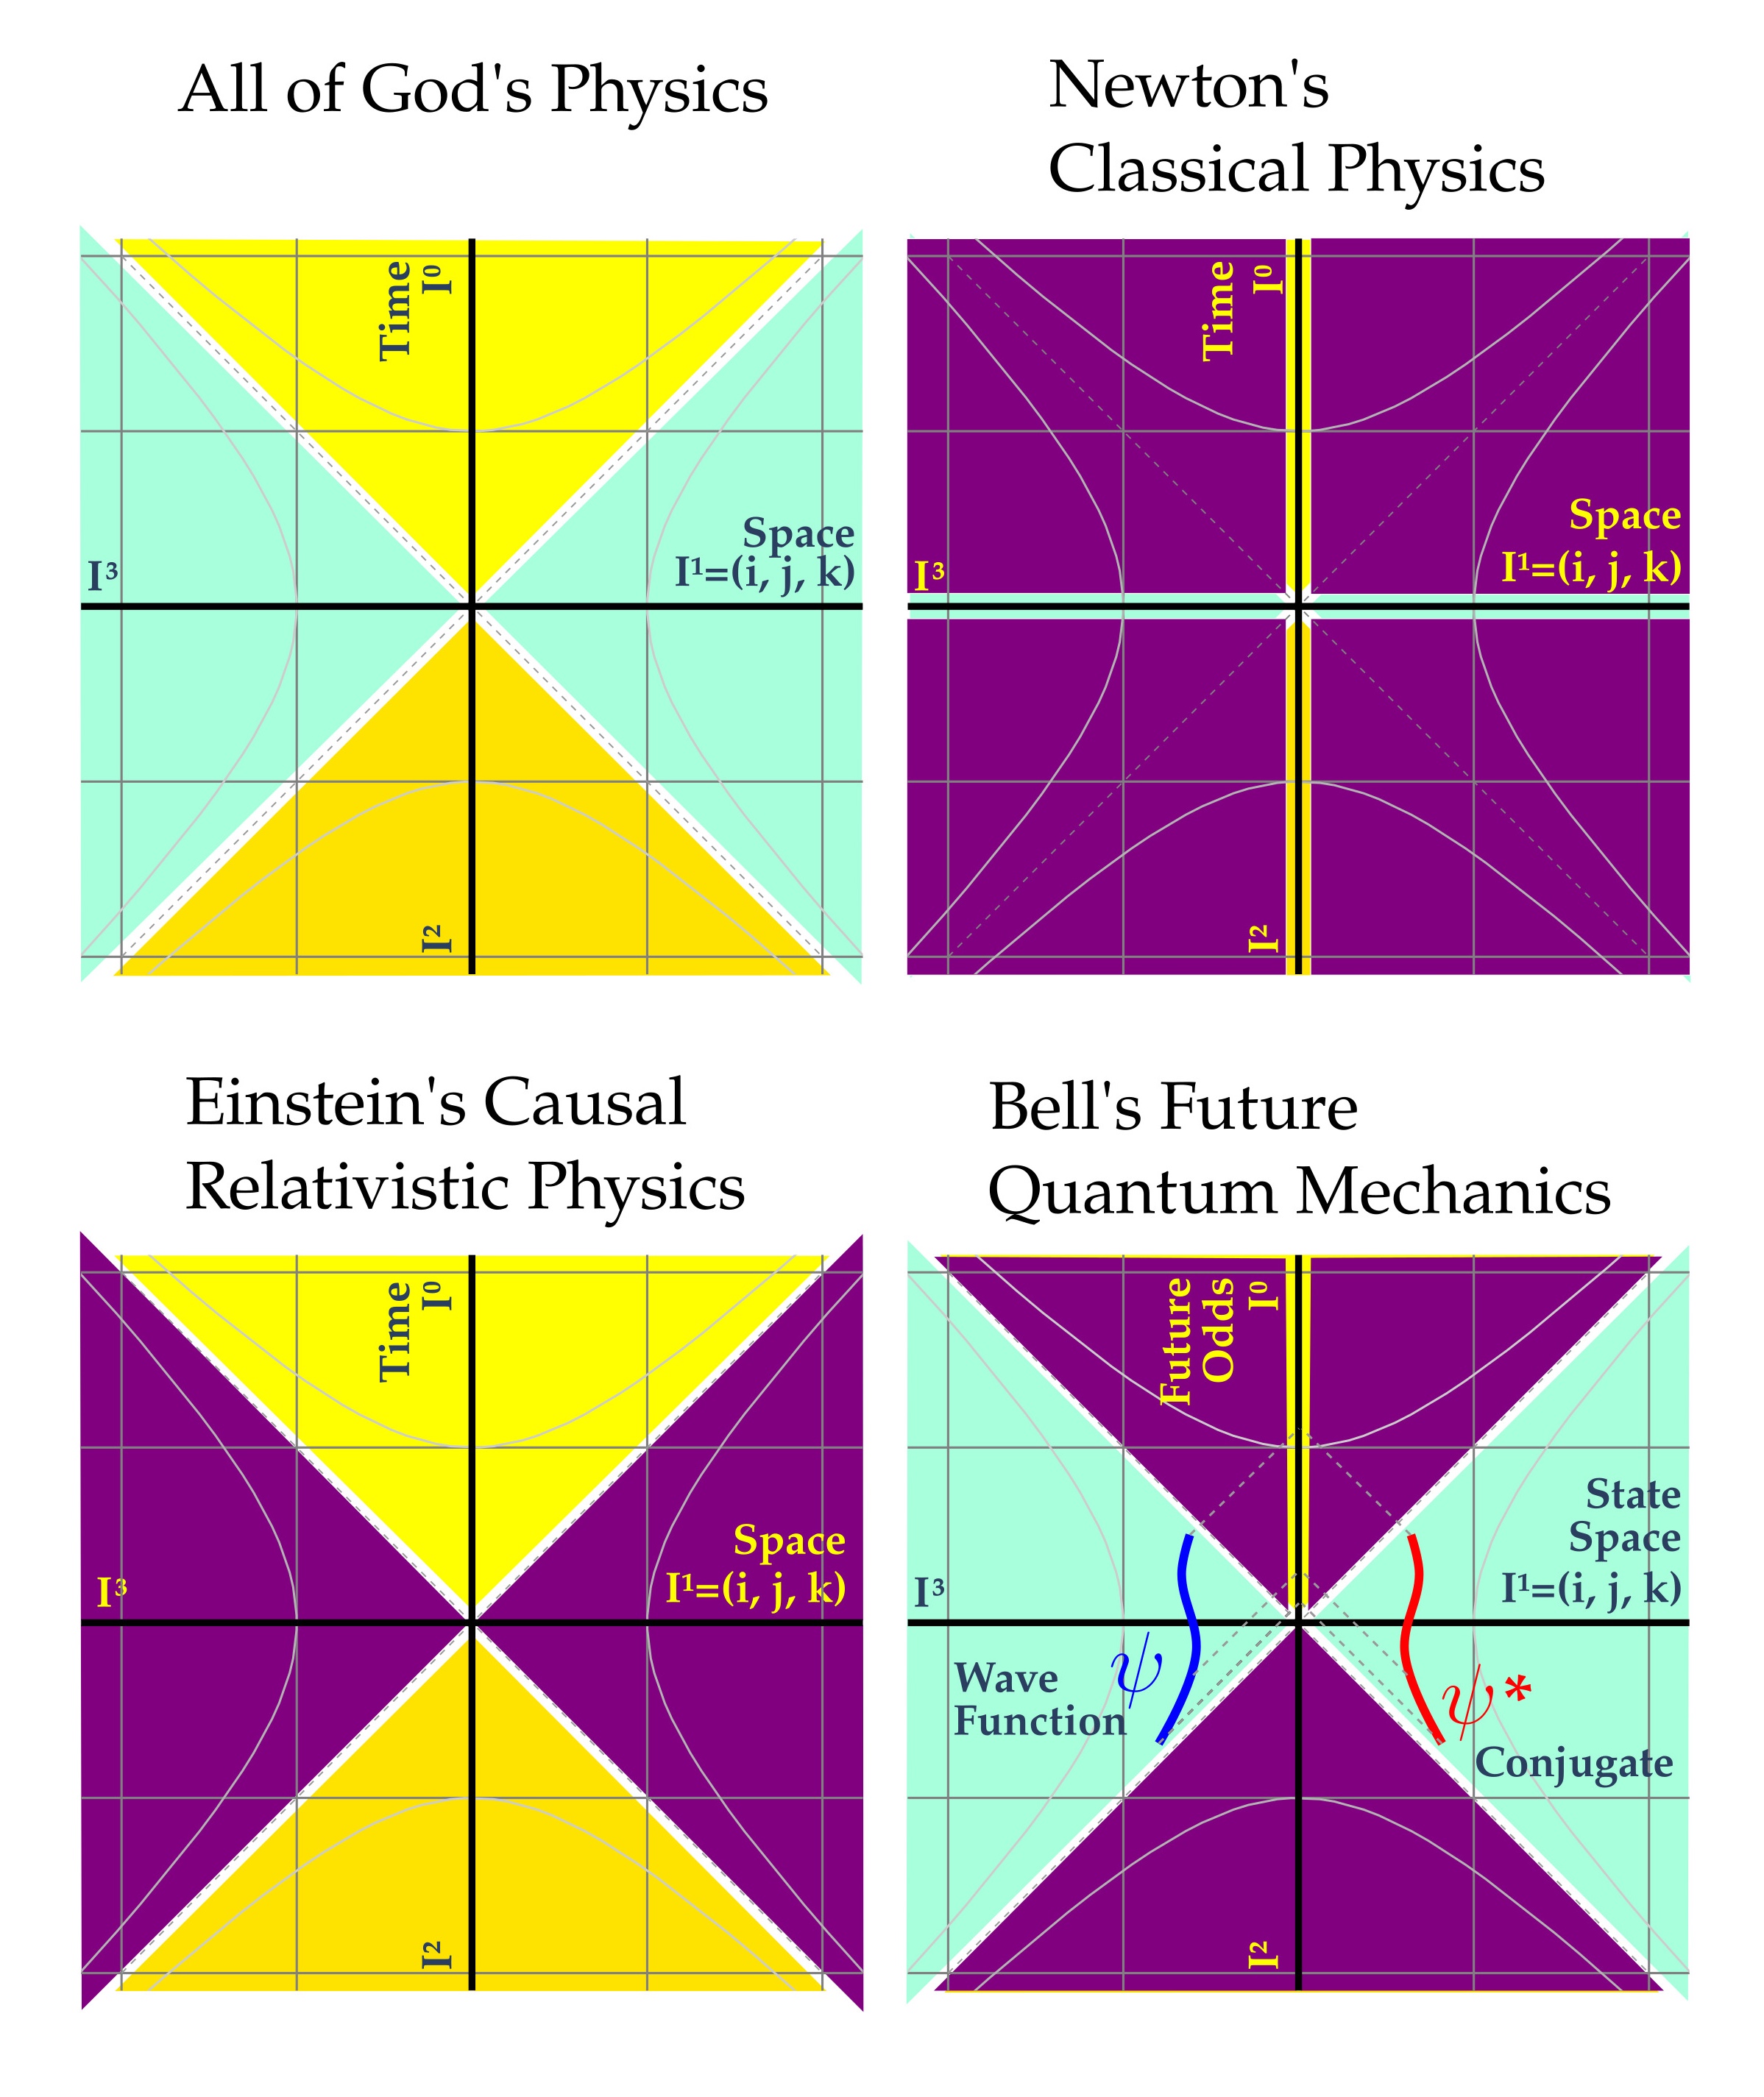 All of God's Physics
Time
I⁰
Space
I¹=(i, j, k)
I³
I²
Newton's
Classical Physics
Time
I⁰
Space
I¹=(i, j, k)
I³
I²
Einstein's Causal
Relativistic Physics
Time
I⁰
Space
I¹=(i, j, k)
I³
I²
Bell's Future
Quantum Mechanics
Future
Odds
I⁰
State
Space
I¹=(i, j, k)
I³
Wave
Function
ψ
ψ*
Conjugate
I²